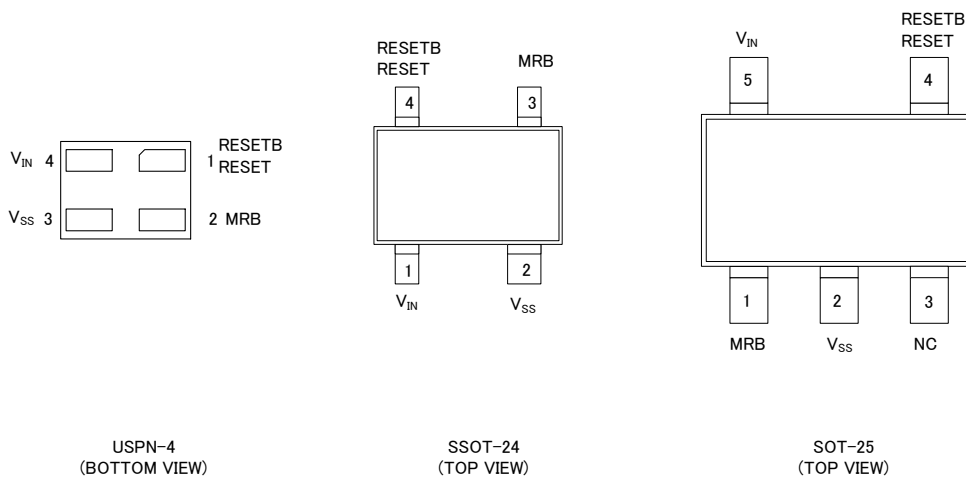 V_IN 4
1 RESETB
RESET
V_SS 3
2 MRB
USPN-4
(BOTTOM VIEW)
RESETB
RESET
MRB
4
3
1
2
V_IN
V_SS
SSOT-24
(TOP VIEW)
V_IN
RESETB
RESET
5
4
1
2
3
MRB
V_SS
NC
SOT-25
(TOP VIEW)